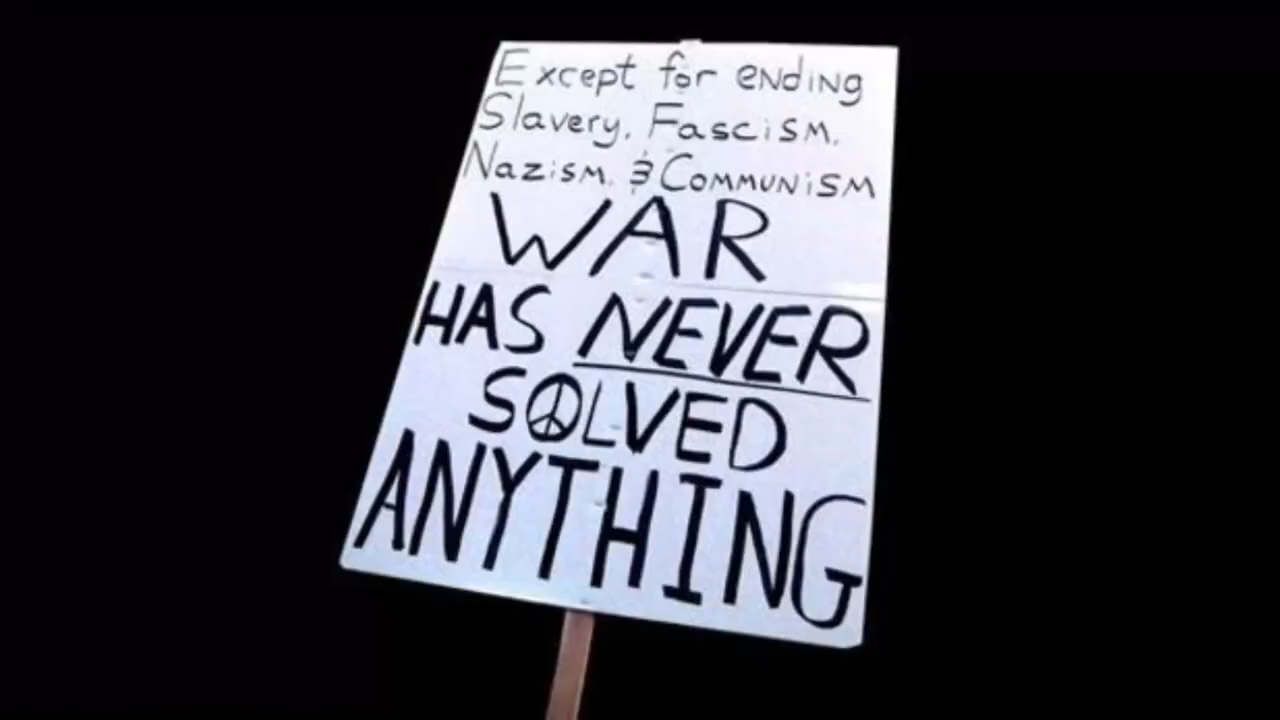 Except for ending
Slavery, Fascism,
Nazism, & Communism
WAR
HAS NEVER
SOLVED
ANYTHING